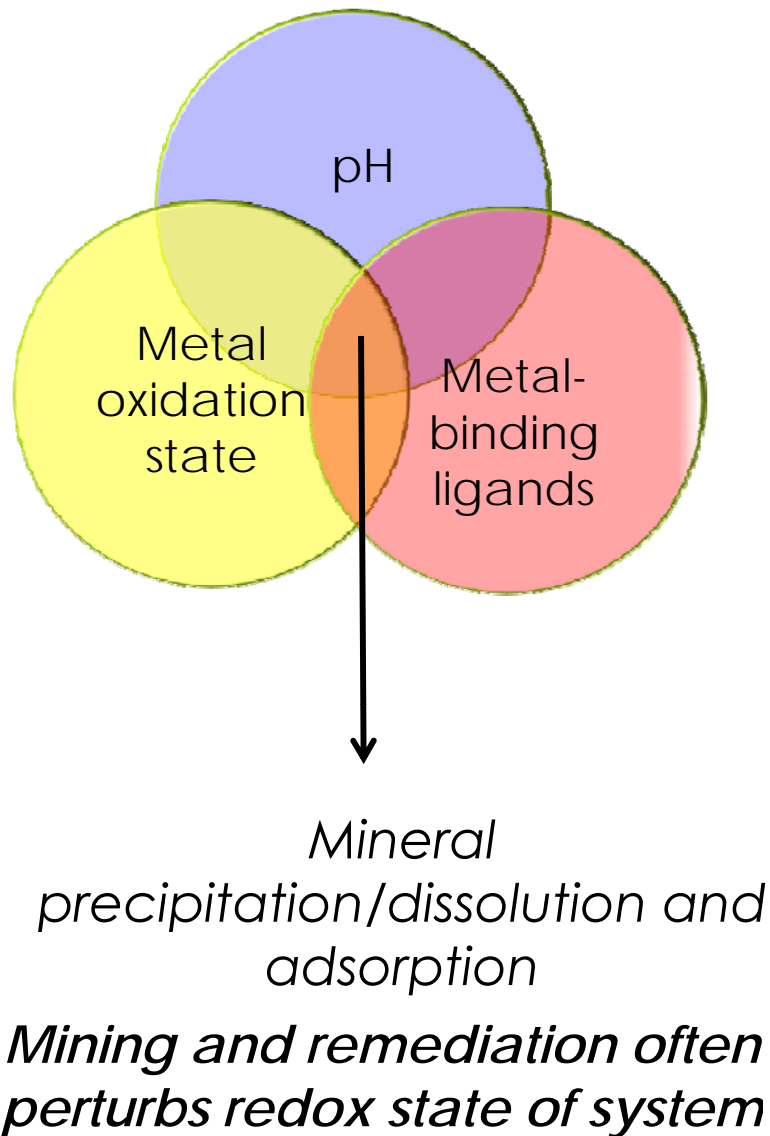 pH
Metal
oxidation
state
Metal-
binding
ligands
Mineral
precipitation/dissolution and
adsorption
Mining and remediation often
perturbs redox state of system